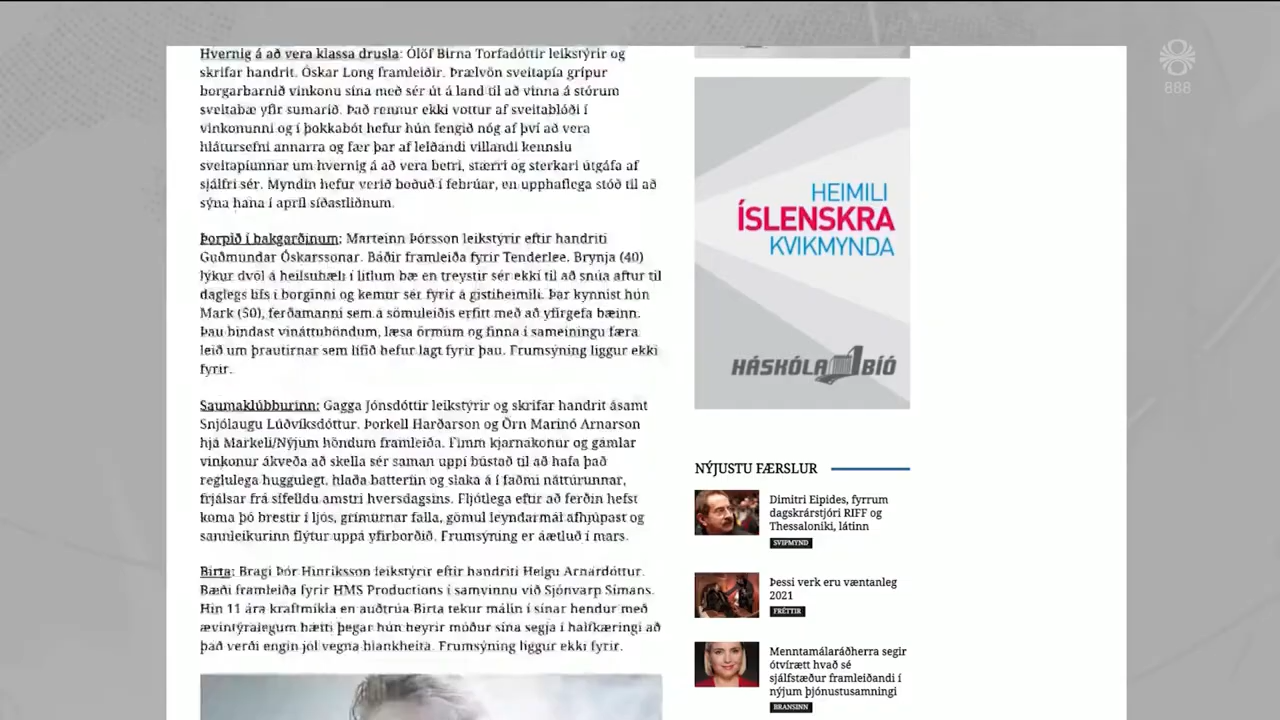 Hvernig á að vera klassa drusla: Ólöf Birna Torfadóttir leikstýrir og
skrifar handrit. Óskar Long framleiðir. Þrælvön sveitapía grípur
borgarbarnið vinkonu sína með sér út á land til að vinna á stórum
sveitabæ yfir sumarið. Það rennur ekki vottur af sveitablóði í
vinkonunni og í þokkabót hefur hún fengið nóg af því að vera
hlátursefni annarra og fær þar af leiðandi villandi kennslu
sveitapíunnar um hvernig á að vera betri, stærri og sterkari útgáfa af
sjálfri sér. Myndin hefur verið boðuð í febrúar, en upphaflega stóð til að
sýna hana í apríl síðastliðnum.
Þorpið í bakgarðinum: Marteinn Þórsson leikstýrir eftir handriti
Guðmundar Óskarssonar. Báðir framleiða fyrir Tenderlee. Brynja (40)
lýkur dvöl á heilsuhæli í litlum bæ en treystir sér ekki til að snúa aftur til
daglegs lífs í borginni og kemur sér fyrir á gistiheimili. Þar kynnist hún
Mark (50), ferðamanni sem á sömuleiðis erfitt með að yfirgefa bæinn.
Þau bindast vináttuböndum, læsa örmum og finna í sameiningu færa
leið um þrautirnar sem lífið hefur lagt fyrir þau. Frumsýning liggur ekki
fyrir.
Saumaklúbburinn: Gagga Jónsdóttir leikstýrir og skrifar handrit ásamt
Snjólaugu Lúðvíksdóttur. Þorkell Harðarson og Örn Marinó Arnarson
hjá Markell/Nýjum höndum framleiða. Fimm kjarnakonur og gamlar
vinkonur ákveða að skella sér saman uppí bústað til að hafa það
reglulega huggulegt, hlaða batteríin og slaka á í faðmi náttúrunnar,
frjálsar frá sífelldu amstri hversdagsins. Fljótlega eftir að ferðin hefst
koma þó brestir í ljós, grímurnar falla, gömul leyndarmál afhjúpast og
sannleikurinn flýtur uppá yfirborðið. Frumsýning er áætluð í mars.
Birta: Bragi Þór Hinriksson leikstýrir eftir handriti Helgu Arnardóttur.
Bæði framleiða fyrir HMS Productions í samvinnu við Sjónvarp Símans.
Hin 11 ára kraftmikla en auðtrúa Birta tekur málin í sínar hendur með
ævintýralegum hætti þegar hún heyrir móður sína segja í hálfkæringi að
það verði engin jól vegna blankheita. Frumsýning liggur ekki fyrir.
HEIMILI
ÍSLENSKRA
KVIKMYNDA
HÁSKÓLABÍÓ
NÝJUSTU FÆRSLUR
Dimitri Eipides, fyrrum
dagskrárstjóri RIFF og
Thessaloniki, látinn
SVIPMYND
Þessi verk eru væntanleg
2021
FRÉTTIR
Menntamálaráðherra segir
ótvírætt hvað sé
sjálfstæður framleiðandi í
nýjum þjónustusamningi
BRANSINN
888